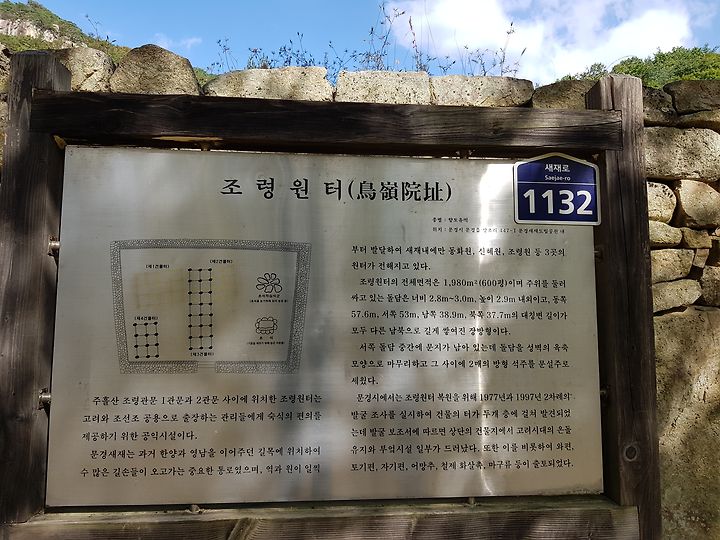 조령원터(鳥嶺院址)
새재로
Saejae-ro
1132
종별 : 향토유적
위치 : 문경시 문경읍 상초리 447-1 문경새재도립공원 내
(제1건물터)
(제2건물터)
(제4건물터)
(제3건물터)
초 석
주흘산 조령관문 1관문과 2관문 사이에 위치한 조령원터는
고려와 조선조 공용으로 출장하는 관리들에게 숙식의 편의를
제공하기 위한 공익시설이다.
문경새재는 과거 한양과 영남을 이어주던 길목에 위치하여
수 많은 길손들이 오고가는 중요한 통로였으며, 역과 원이 일찍
부터 발달하여 새재내에만 동화원, 신혜원, 조령원 등 3곳의
원터가 전해지고 있다.
조령원터의 전체면적은 1,980m²(600평)이며 주위를 둘러
싸고 있는 돌담은 너비 2.8m~3.0m, 높이 2.9m 내외이고, 동쪽
57.6m, 서쪽 53m, 남쪽 38.9m, 북쪽 37.7m의 대칭변 길이가
모두 다른 남북으로 길게 쌓여진 장방형이다.
서쪽 돌담 중간에 문지가 남아 있는데 돌담을 성벽의 육축
모양으로 마무리하고 그 사이에 2매의 방형 석주를 문설주로
세웠다.
문경시에서는 조령원터 복원을 위해 1977년과 1997년 2차례의
발굴 조사를 실시하여 건물의 터가 두개 층에 걸쳐 발견되었
는데 발굴 보조서에 따르면 상단의 건물지에서 고려시대의 온돌
유지와 부엌시설 일부가 드러났다. 또한 이를 비롯하여 와편,
토기편, 자기편, 어망추, 철제 화살촉, 마구류 등이 출토되었다.